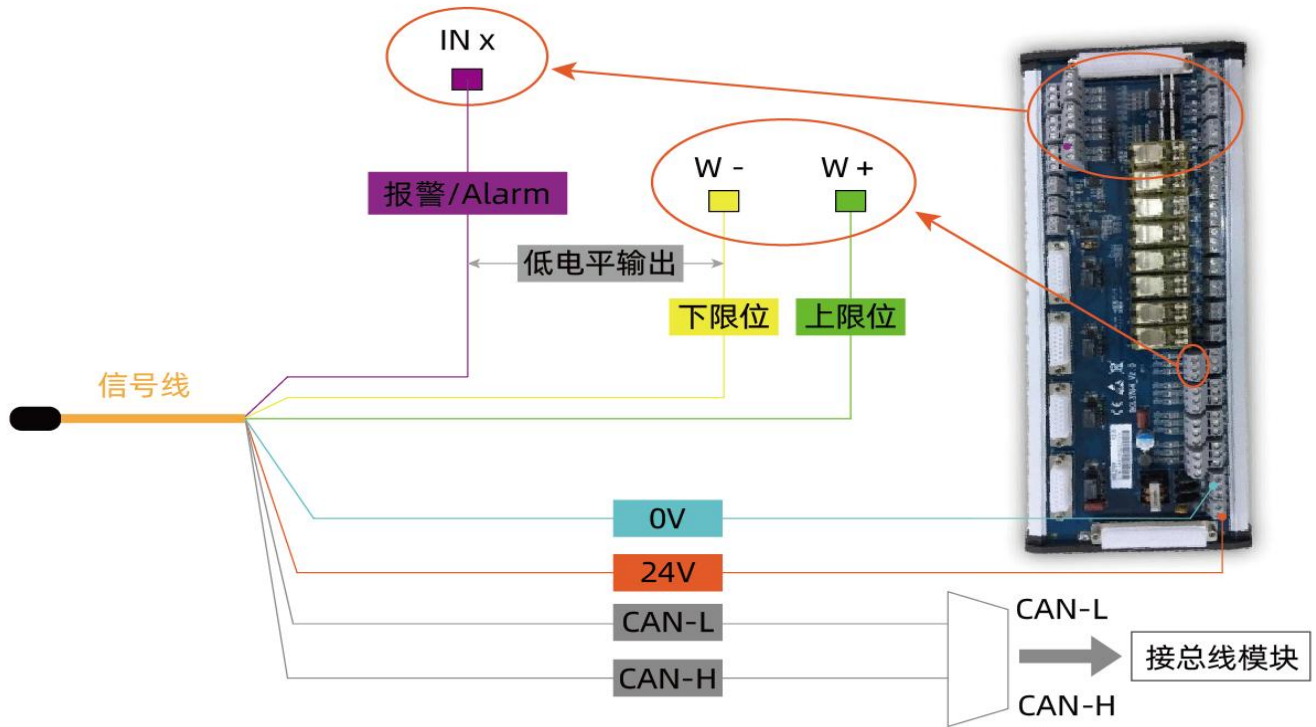 IN x
W - W +
报警/Alarm
低电平输出
下限位 上限位
信号线
0V
24V
CAN-L
CAN-H
CAN-L
CAN-H
接总线模块